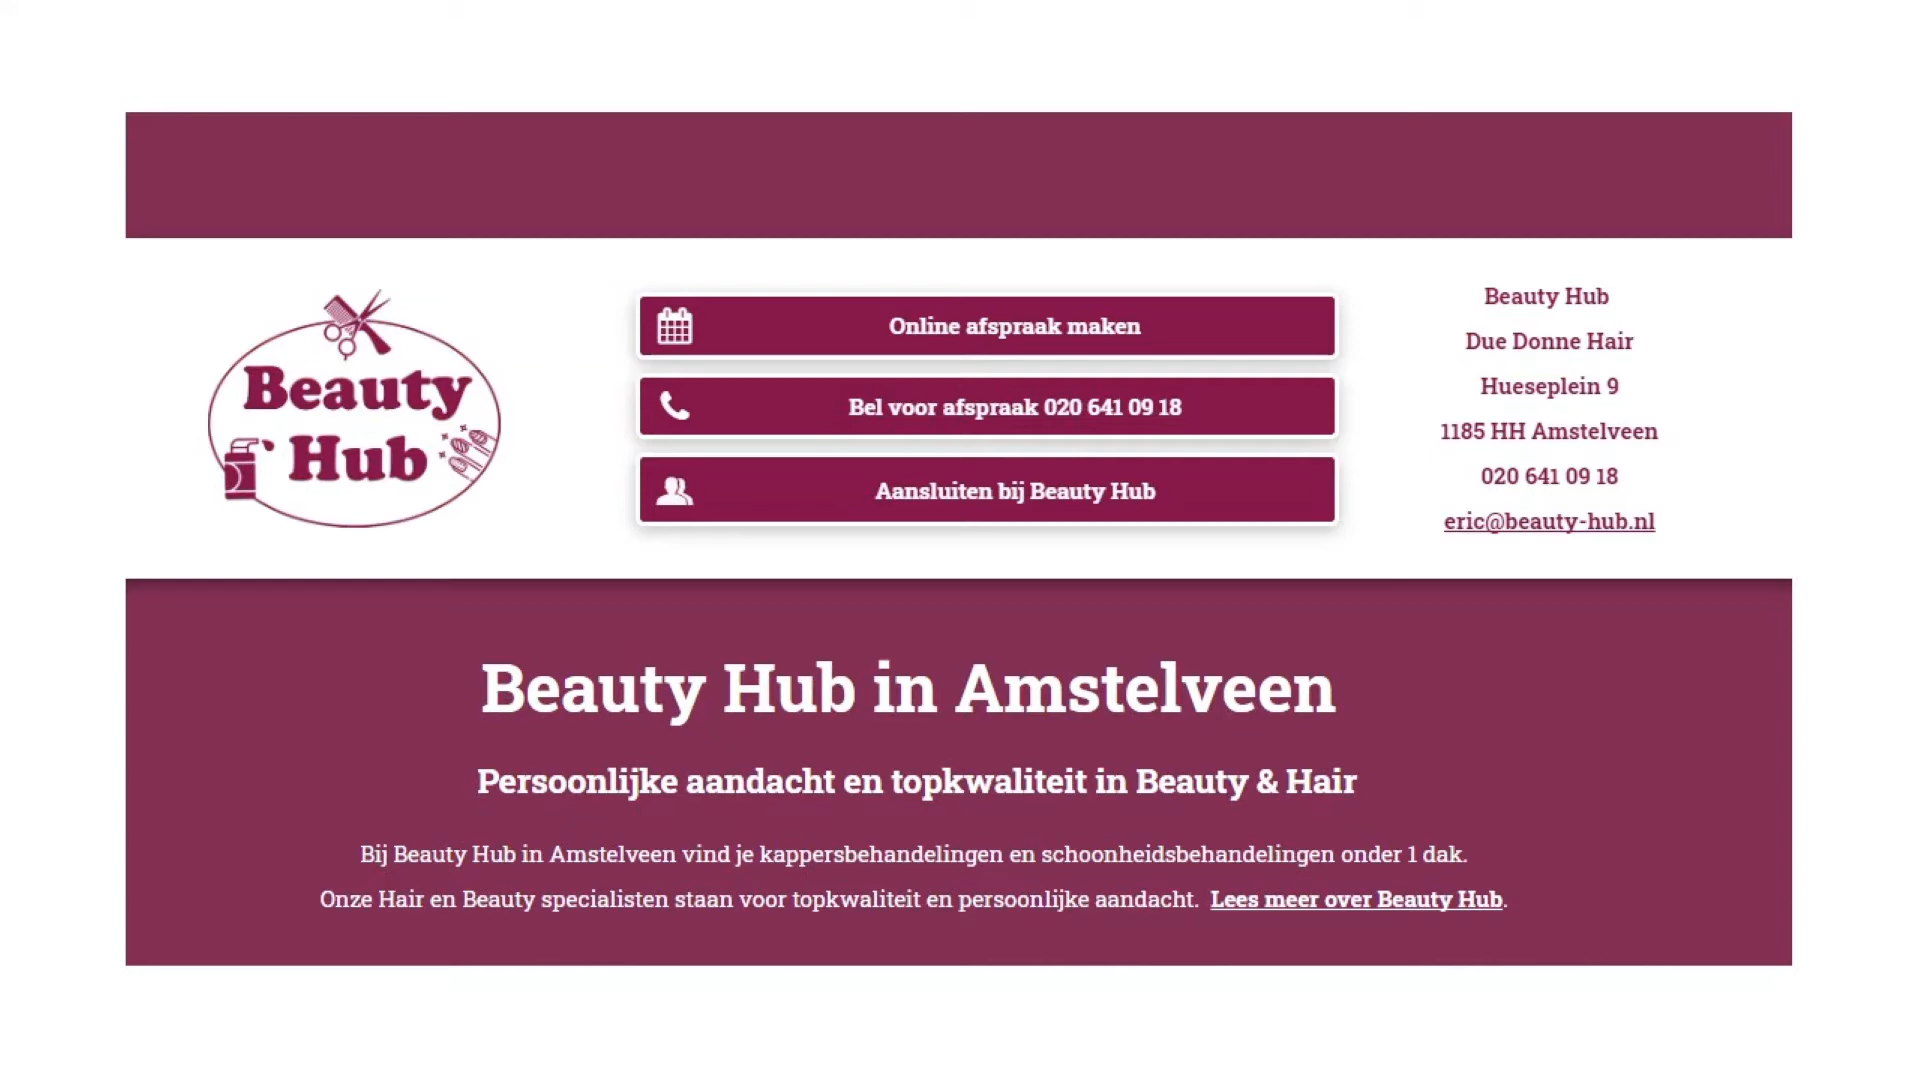 Beauty
Hub
Online afspraak maken
Bel voor afspraak 020 641 09 18
Aansluiten bij Beauty Hub
Beauty Hub
Due Donne Hair
Hueseplein 9
1185 HH Amstelveen
020 641 09 18
eric@beauty-hub.nl
Beauty Hub in Amstelveen
Persoonlijke aandacht en topkwaliteit in Beauty & Hair
Bij Beauty Hub in Amstelveen vind je kappersbehandelingen en schoonheidsbehandelingen onder 1 dak.
Onze Hair en Beauty specialisten staan voor topkwaliteit en persoonlijke aandacht. Lees meer over Beauty Hub.